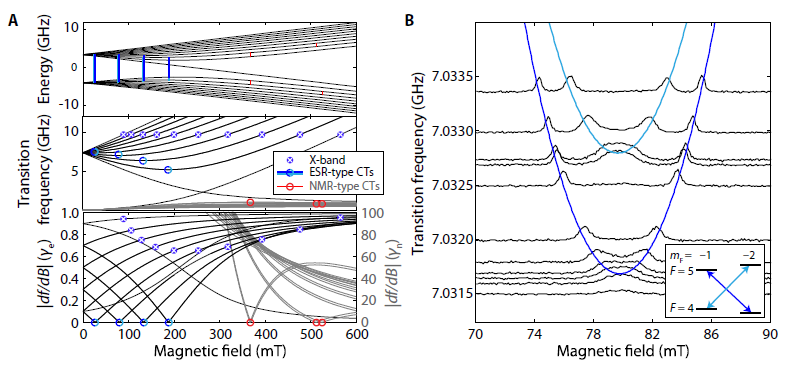 A
Energy (GHz)
10
0
-10
Transition
frequency (GHz)
10
5
X-band
ESR-type CTs
NMR-type CTs
|df/dB| (γe)
1.0
0.8
0.6
0.4
0.2
0
100
80
60
40
20
0
|df/dB| (γn)
0 100 200 300 400 500 600
Magnetic field (mT)
B
Transition frequency (GHz)
7.0335
7.0330
7.0325
7.0320
7.0315
mF = −1 −2
F = 5
F = 4
70 74 78 82 86 90
Magnetic field (mT)